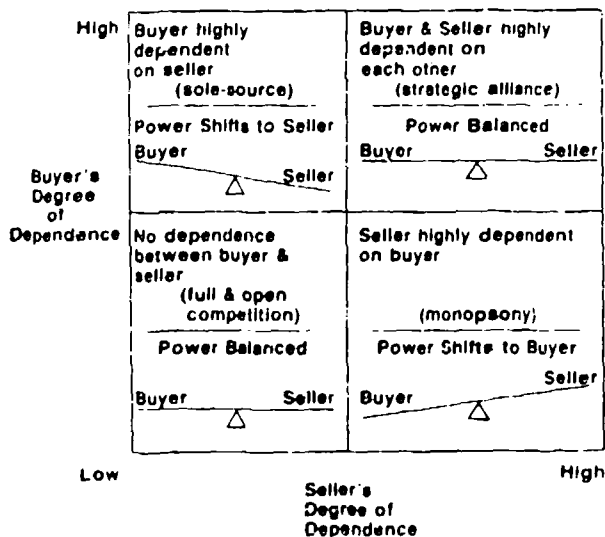 High
Buyer highly
dependent
on seller
(sole-source)
Power Shifts to Seller
Buyer
Seller
Buyer & Seller highly
dependent on
each other
(strategic alliance)
Power Balanced
Buyer Seller
Buyer's
Degree
of
Dependence
No dependence
between buyer &
seller
(full & open
competition)
Power Balanced
Buyer Seller
Seller highly dependent
on buyer
(monopsony)
Power Shifts to Buyer
Seller
Buyer
Low
High
Seller's
Degree of
Dependence